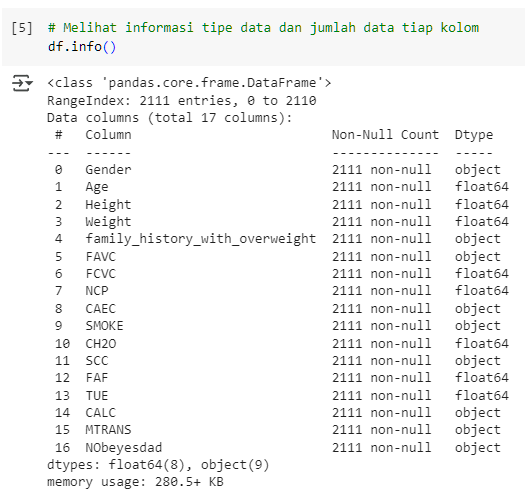 [5] # Melihat informasi tipe data dan jumlah data tiap kolom
df.info()
<class 'pandas.core.frame.DataFrame'>
RangeIndex: 2111 entries, 0 to 2110
Data columns (total 17 columns):
 #   Column                          Non-Null Count  Dtype
---  ------                          --------------  -----
 0   Gender                          2111 non-null   object
 1   Age                             2111 non-null   float64
 2   Height                          2111 non-null   float64
 3   Weight                          2111 non-null   float64
 4   family_history_with_overweight  2111 non-null   object
 5   FAVC                            2111 non-null   object
 6   FCVC                            2111 non-null   float64
 7   NCP                             2111 non-null   float64
 8   CAEC                            2111 non-null   object
 9   SMOKE                           2111 non-null   object
 10  CH2O                            2111 non-null   float64
 11  SCC                             2111 non-null   object
 12  FAF                             2111 non-null   float64
 13  TUE                             2111 non-null   float64
 14  CALC                            2111 non-null   object
 15  MTRANS                          2111 non-null   object
 16  NObeyesdad                      2111 non-null   object
dtypes: float64(8), object(9)
memory usage: 280.5+ KB